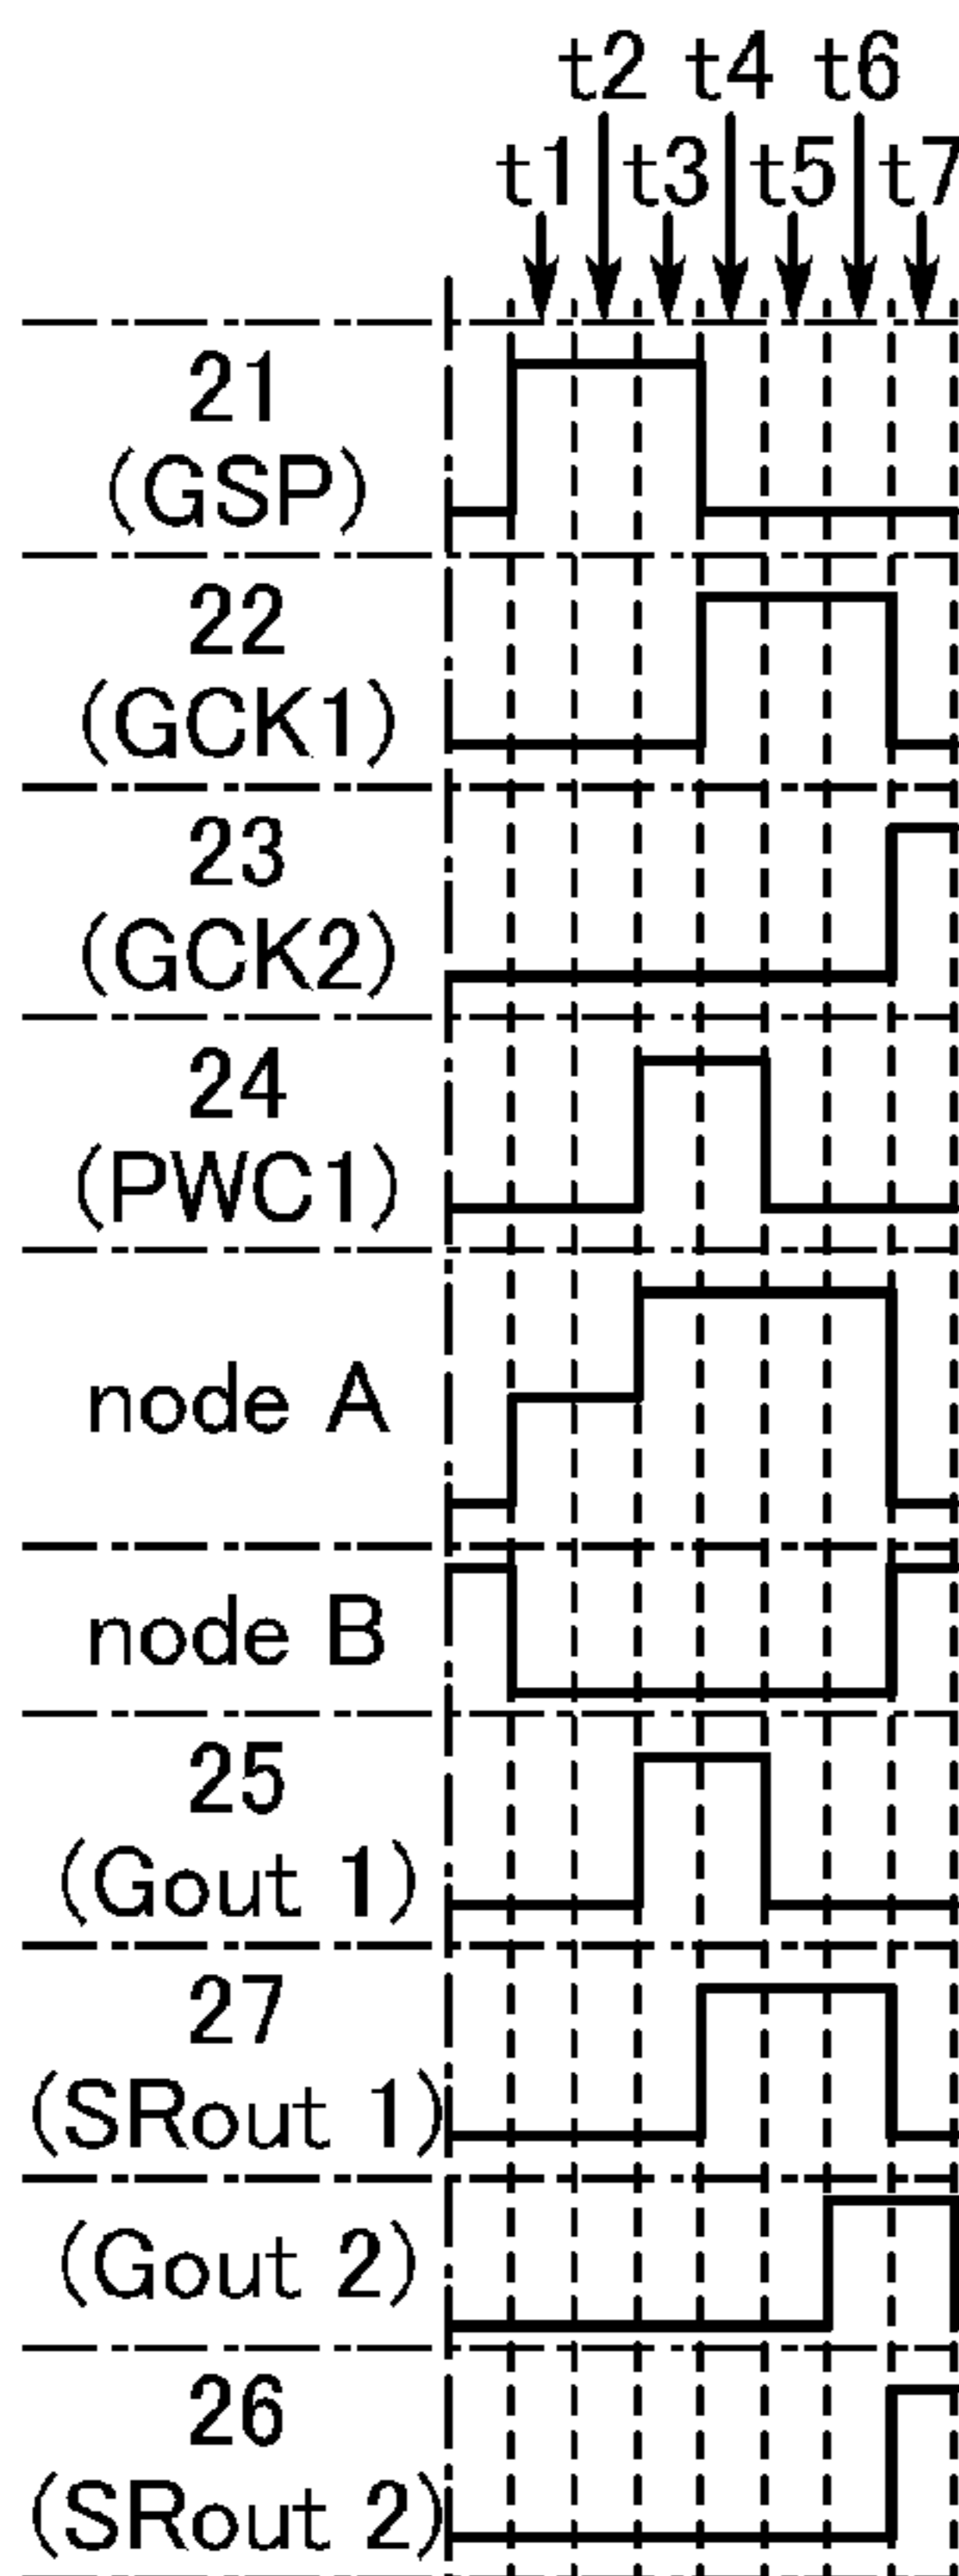 t2 t4 t6
t1 t3 t5 t7
21
(GSP)
22
(GCK1)
23
(GCK2)
24
(PWC1)
node A
node B
25
(Gout 1)
27
(SRout 1)
(Gout 2)
26
(SRout 2)